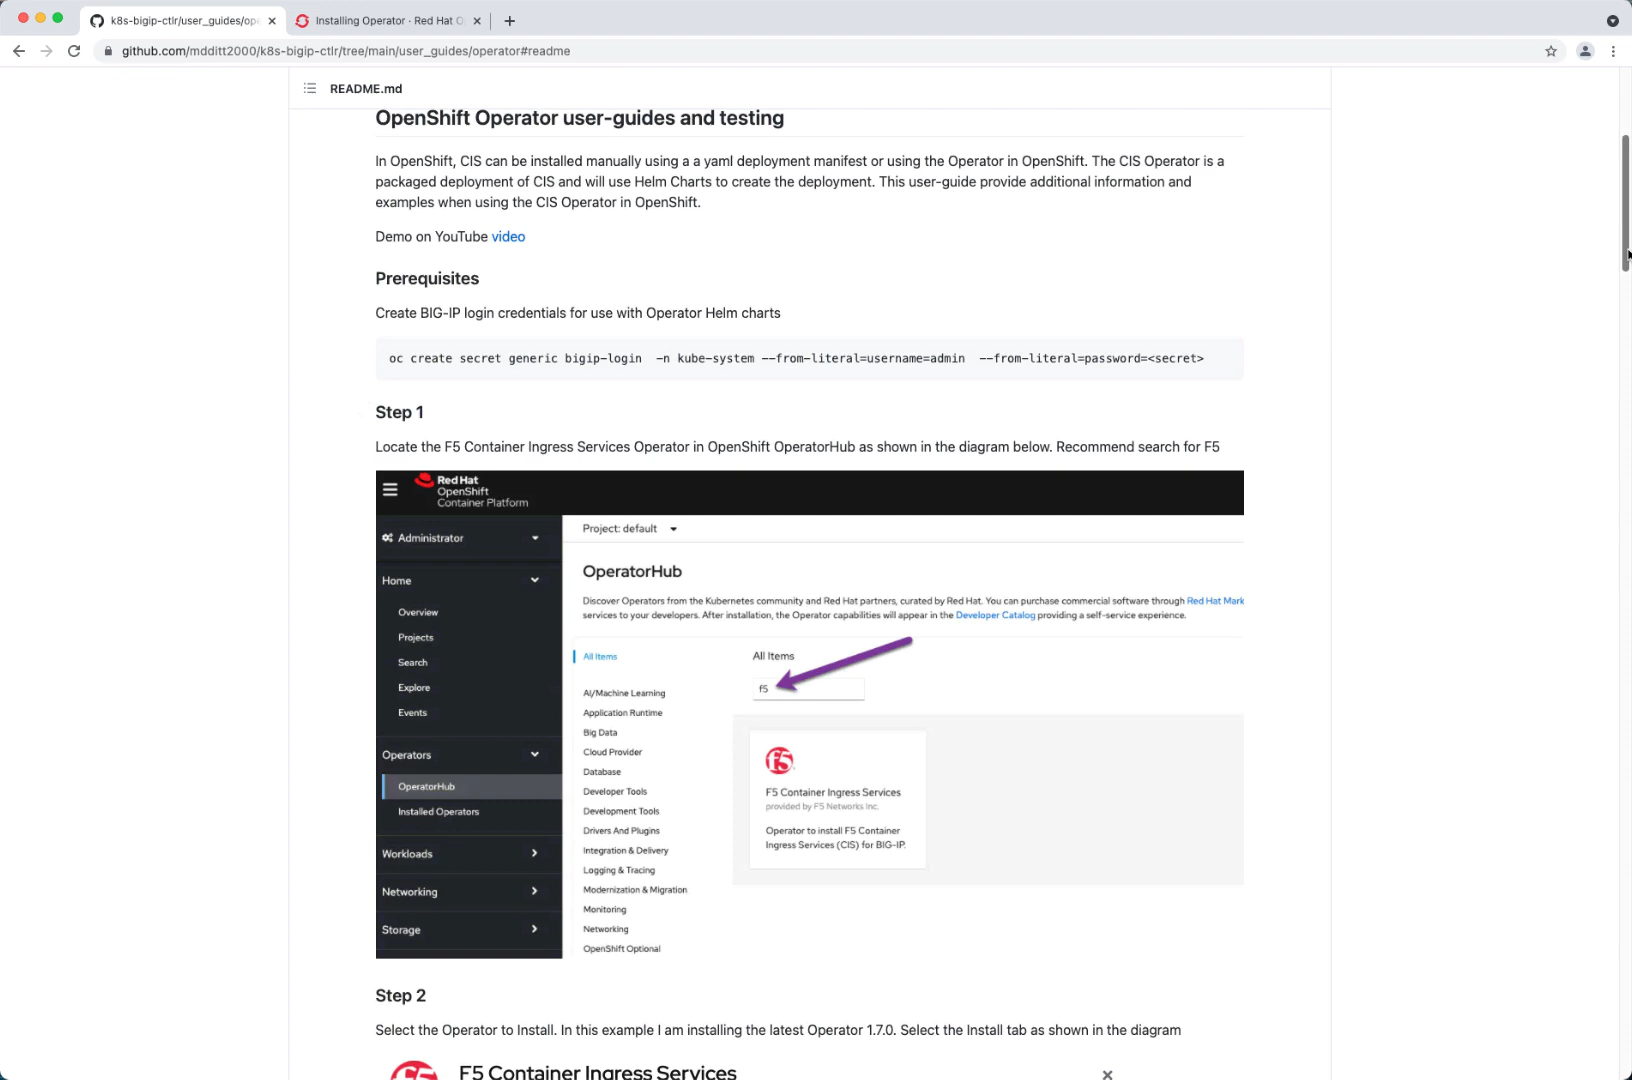 k8s-bigip-ctlr/user_guides/ope
Installing Operator · Red Hat O
github.com/mdditt2000/k8s-bigip-ctlr/tree/main/user_guides/operator#readme
README.md
OpenShift Operator user-guides and testing
In OpenShift, CIS can be installed manually using a a yaml deployment manifest or using the Operator in OpenShift. The CIS Operator is a
packaged deployment of CIS and will use Helm Charts to create the deployment. This user-guide provide additional information and
examples when using the CIS Operator in OpenShift.
Demo on YouTube video
Prerequisites
Create BIG-IP login credentials for use with Operator Helm charts
oc create secret generic bigip-login -n kube-system --from-literal=username=admin --from-literal=password=<secret>
Step 1
Locate the F5 Container Ingress Services Operator in OpenShift OperatorHub as shown in the diagram below. Recommend search for F5
Red Hat
OpenShift
Container Platform
Administrator
Home
Overview
Projects
Search
Explore
Events
Operators
OperatorHub
Installed Operators
Workloads
Networking
Storage
Project: default
OperatorHub
Discover Operators from the Kubernetes community and Red Hat partners, curated by Red Hat. You can purchase commercial software through Red Hat Mark
services to your developers. After installation, the Operator capabilities will appear in the Developer Catalog providing a self-service experience.
All Items
AI/Machine Learning
Application Runtime
Big Data
Cloud Provider
Database
Developer Tools
Development Tools
Drivers And Plugins
Integration & Delivery
Logging & Tracing
Modernization & Migration
Monitoring
Networking
OpenShift Optional
All Items
f5
f5
F5 Container Ingress Services
provided by F5 Networks Inc.
Operator to install F5 Container
Ingress Services (CIS) for BIG-IP.
Step 2
Select the Operator to Install. In this example I am installing the latest Operator 1.7.0. Select the Install tab as shown in the diagram
F5 Container Ingress Services